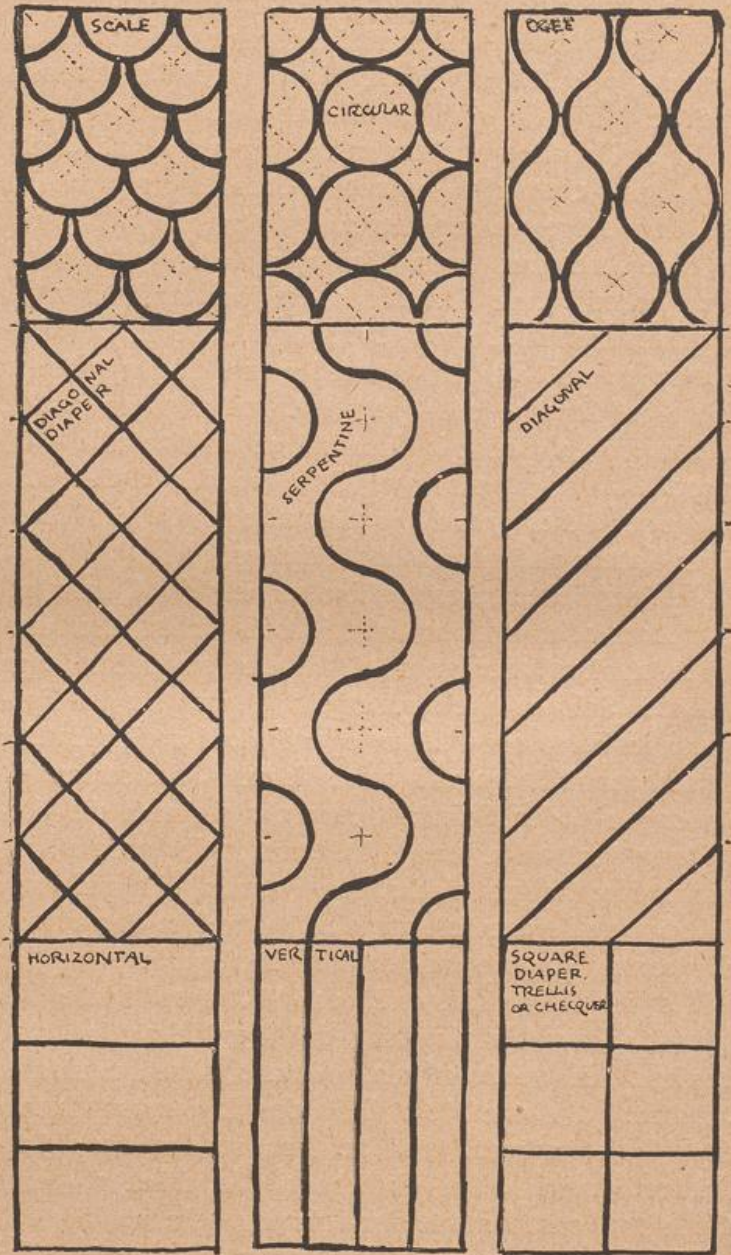 SCALE
CIRCULAR
OGEE
DIAGONAL
DIAPER
SERPENTINE
DIAGONAL
HORIZONTAL
VERTICAL
SQUARE
DIAPER.
TRELLIS
OR CHECQUER